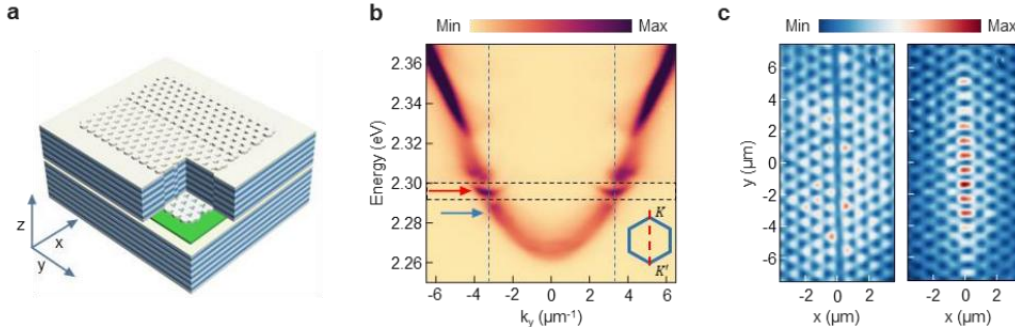 a
z
x
y
b
Min Max
Energy (eV)
2.36
2.34
2.32
2.30
2.28
2.26
K
K'
-6 -4 -2 0 2 4 6
ky (μm⁻¹)
c
Min Max
y (μm)
6
4
2
0
-2
-4
-6
-2 0 2 -2 0 2
x (μm) x (μm)